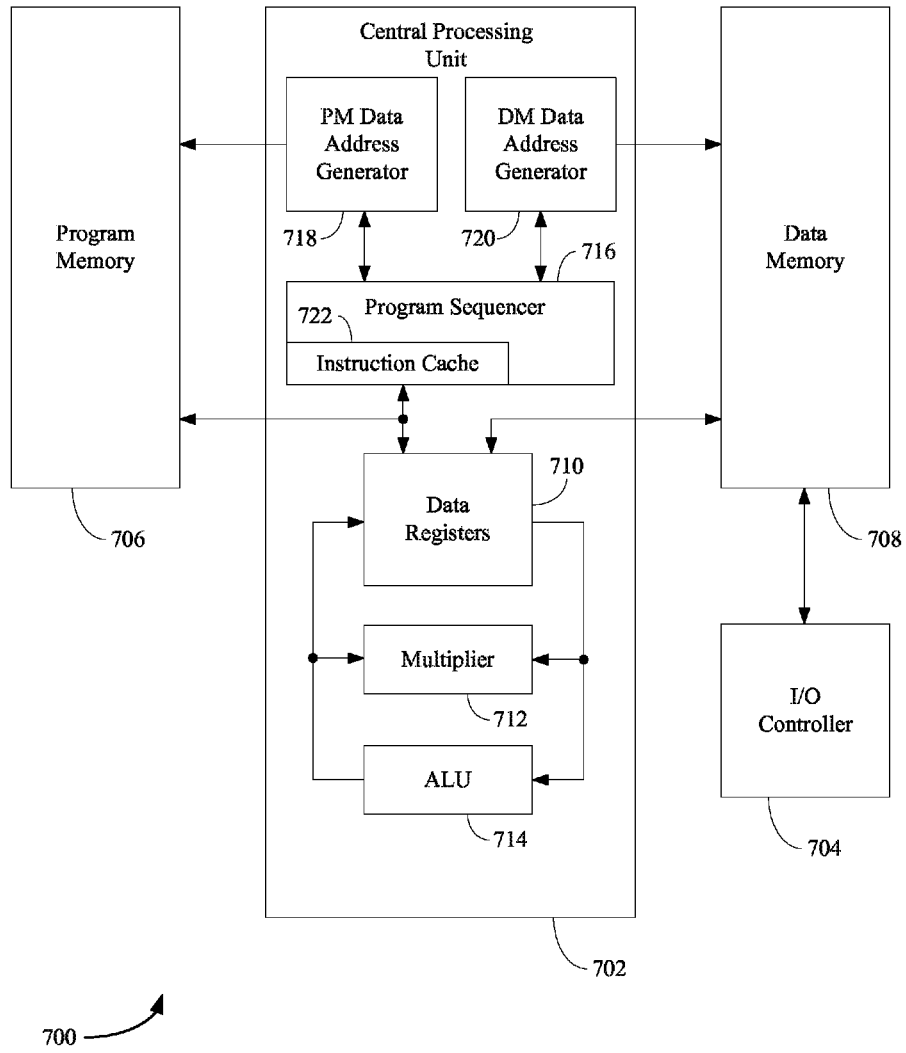 Central Processing
Unit
PM Data
Address
Generator
DM Data
Address
Generator
718
720
Program
Memory
716
Data
Memory
Program Sequencer
722
Instruction Cache
710
Data
Registers
706
708
Multiplier
712
I/O
Controller
ALU
714
704
702
700